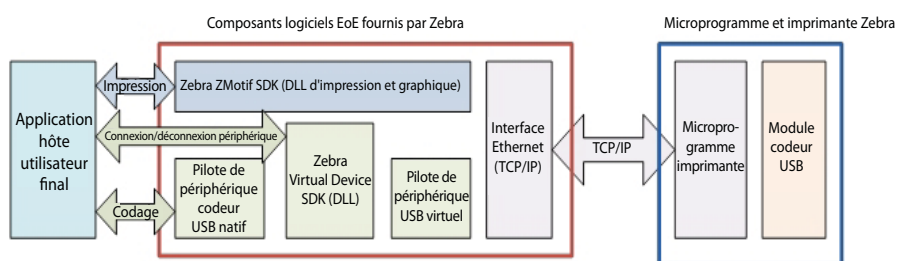 Composants logiciels EoE fournis par Zebra
Microprogramme et imprimante Zebra
Application
hôte
utilisateur
final
Impression
Zebra ZMotif SDK (DLL d'impression et graphique)
Connexion/déconnexion périphérique
Codage
Pilote de
périphérique
codeur
USB natif
Zebra
Virtual Device
SDK (DLL)
Pilote de
périphérique
USB virtuel
Interface
Ethernet
(TCP/IP)
TCP/IP
Micropro-
gramme
imprimante
Module
codeur
USB